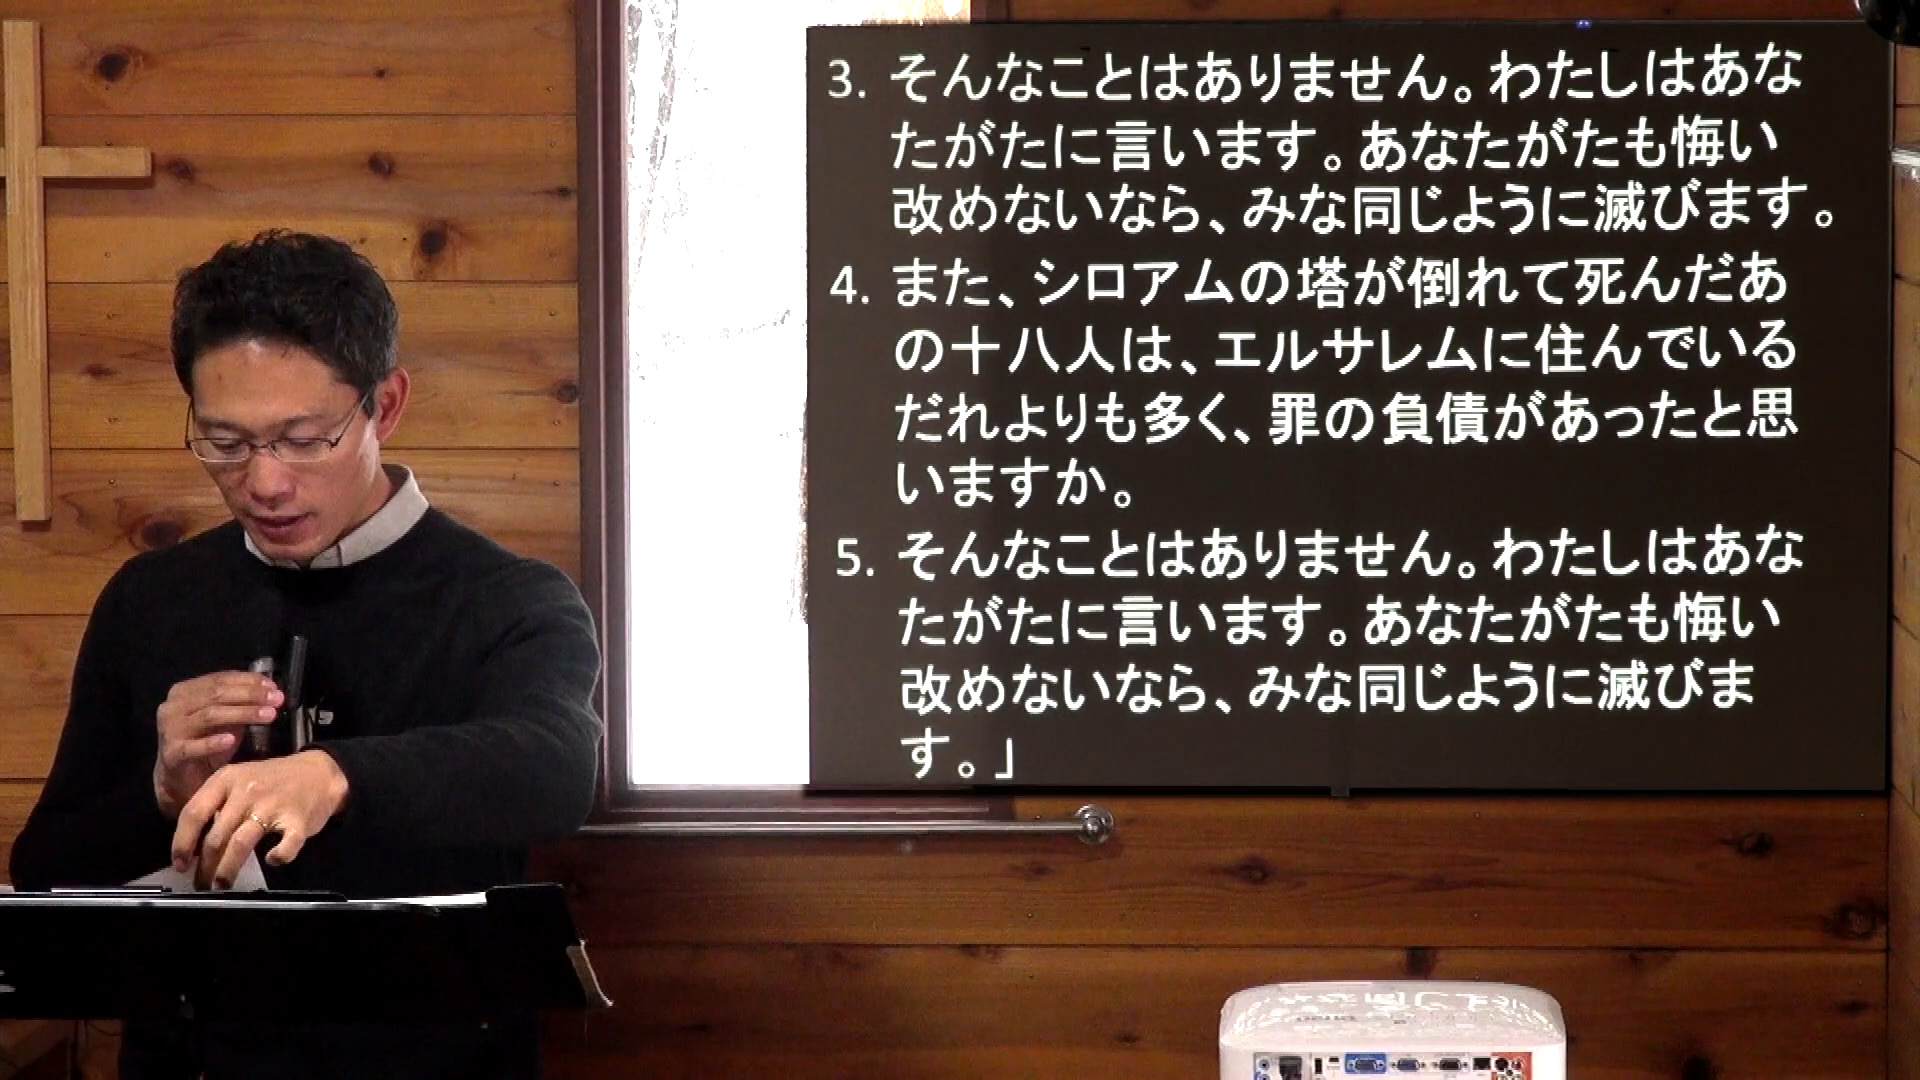 3. そんなことはありません。わたしはあな
たがたに言います。あなたがたも悔い
改めないなら、みな同じように滅びます。
4. また、シロアムの塔が倒れて死んだあ
の十八人は、エルサレムに住んでいる
だれよりも多く、罪の負債があったと思
いますか。
5. そんなことはありません。わたしはあな
たがたに言います。あなたがたも悔い
改めないなら、みな同じように滅びま
す。」